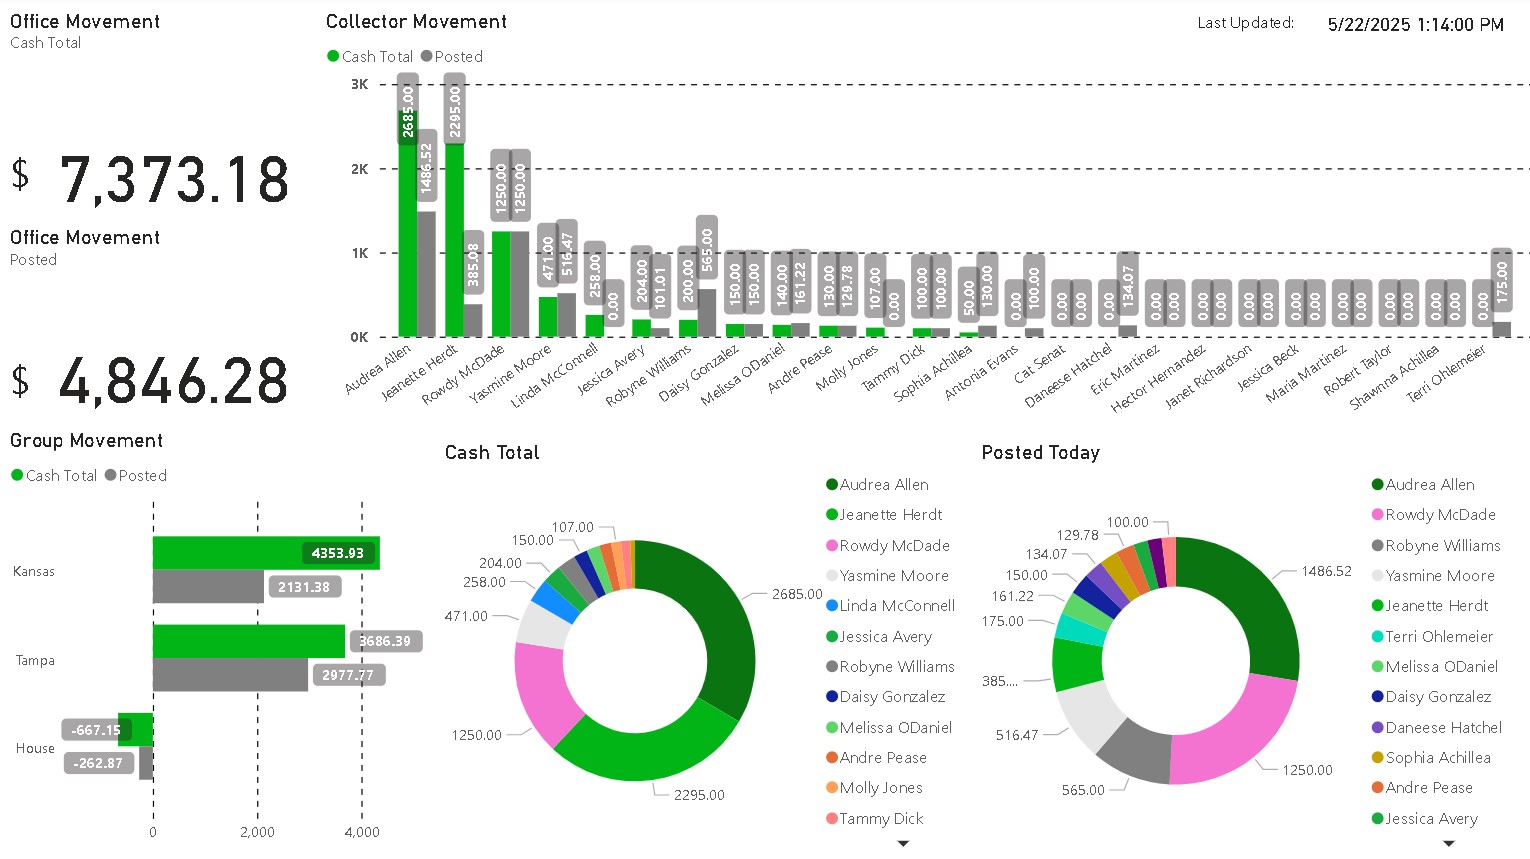 Office Movement
Cash Total
$ 7,373.18
Office Movement
Posted
$ 4,846.28
Collector Movement
Last Updated: 5/22/2025 1:14:00 PM
Cash Total Posted
3K
2K
1K
0K
2685.00 1486.52 2295.00 385.08 1250.00 1250.00 471.00 516.47 258.00 0.00 204.00 101.01 200.00 565.00 150.00 150.00 140.00 161.22 130.00 129.78 107.00 0.00 100.00 100.00 50.00 130.00 0.00 100.00 0.00 0.00 0.00 134.07 0.00 0.00 0.00 0.00 0.00 0.00 0.00 0.00 0.00 0.00 0.00 0.00 0.00 0.00 0.00 175.00
Audrea Allen
Jeanette Herdt
Rowdy McDade
Yasmine Moore
Linda McConnell
Jessica Avery
Robyne Williams
Daisy Gonzalez
Melissa ODaniel
Andre Pease
Molly Jones
Tammy Dick
Sophia Achillea
Antonia Evans
Cat Senat
Daneese Hatchel
Eric Martinez
Hector Hernandez
Janet Richardson
Jessica Beck
Maria Martinez
Robert Taylor
Shawnna Achillea
Terri Ohlemeier
Group Movement
Cash Total Posted
Kansas
4353.93
2131.38
Tampa
3686.39
2977.77
House
-667.15
-262.87
0 2,000 4,000
Cash Total
107.00
150.00
204.00
258.00
471.00
1250.00
2295.00
2685.00
Audrea Allen
Jeanette Herdt
Rowdy McDade
Yasmine Moore
Linda McConnell
Jessica Avery
Robyne Williams
Daisy Gonzalez
Melissa ODaniel
Andre Pease
Molly Jones
Tammy Dick
Posted Today
100.00
129.78
134.07
150.00
161.22
175.00
385....
516.47
565.00
1250.00
1486.52
Audrea Allen
Rowdy McDade
Robyne Williams
Yasmine Moore
Jeanette Herdt
Terri Ohlemeier
Melissa ODaniel
Daisy Gonzalez
Daneese Hatchel
Sophia Achillea
Andre Pease
Jessica Avery